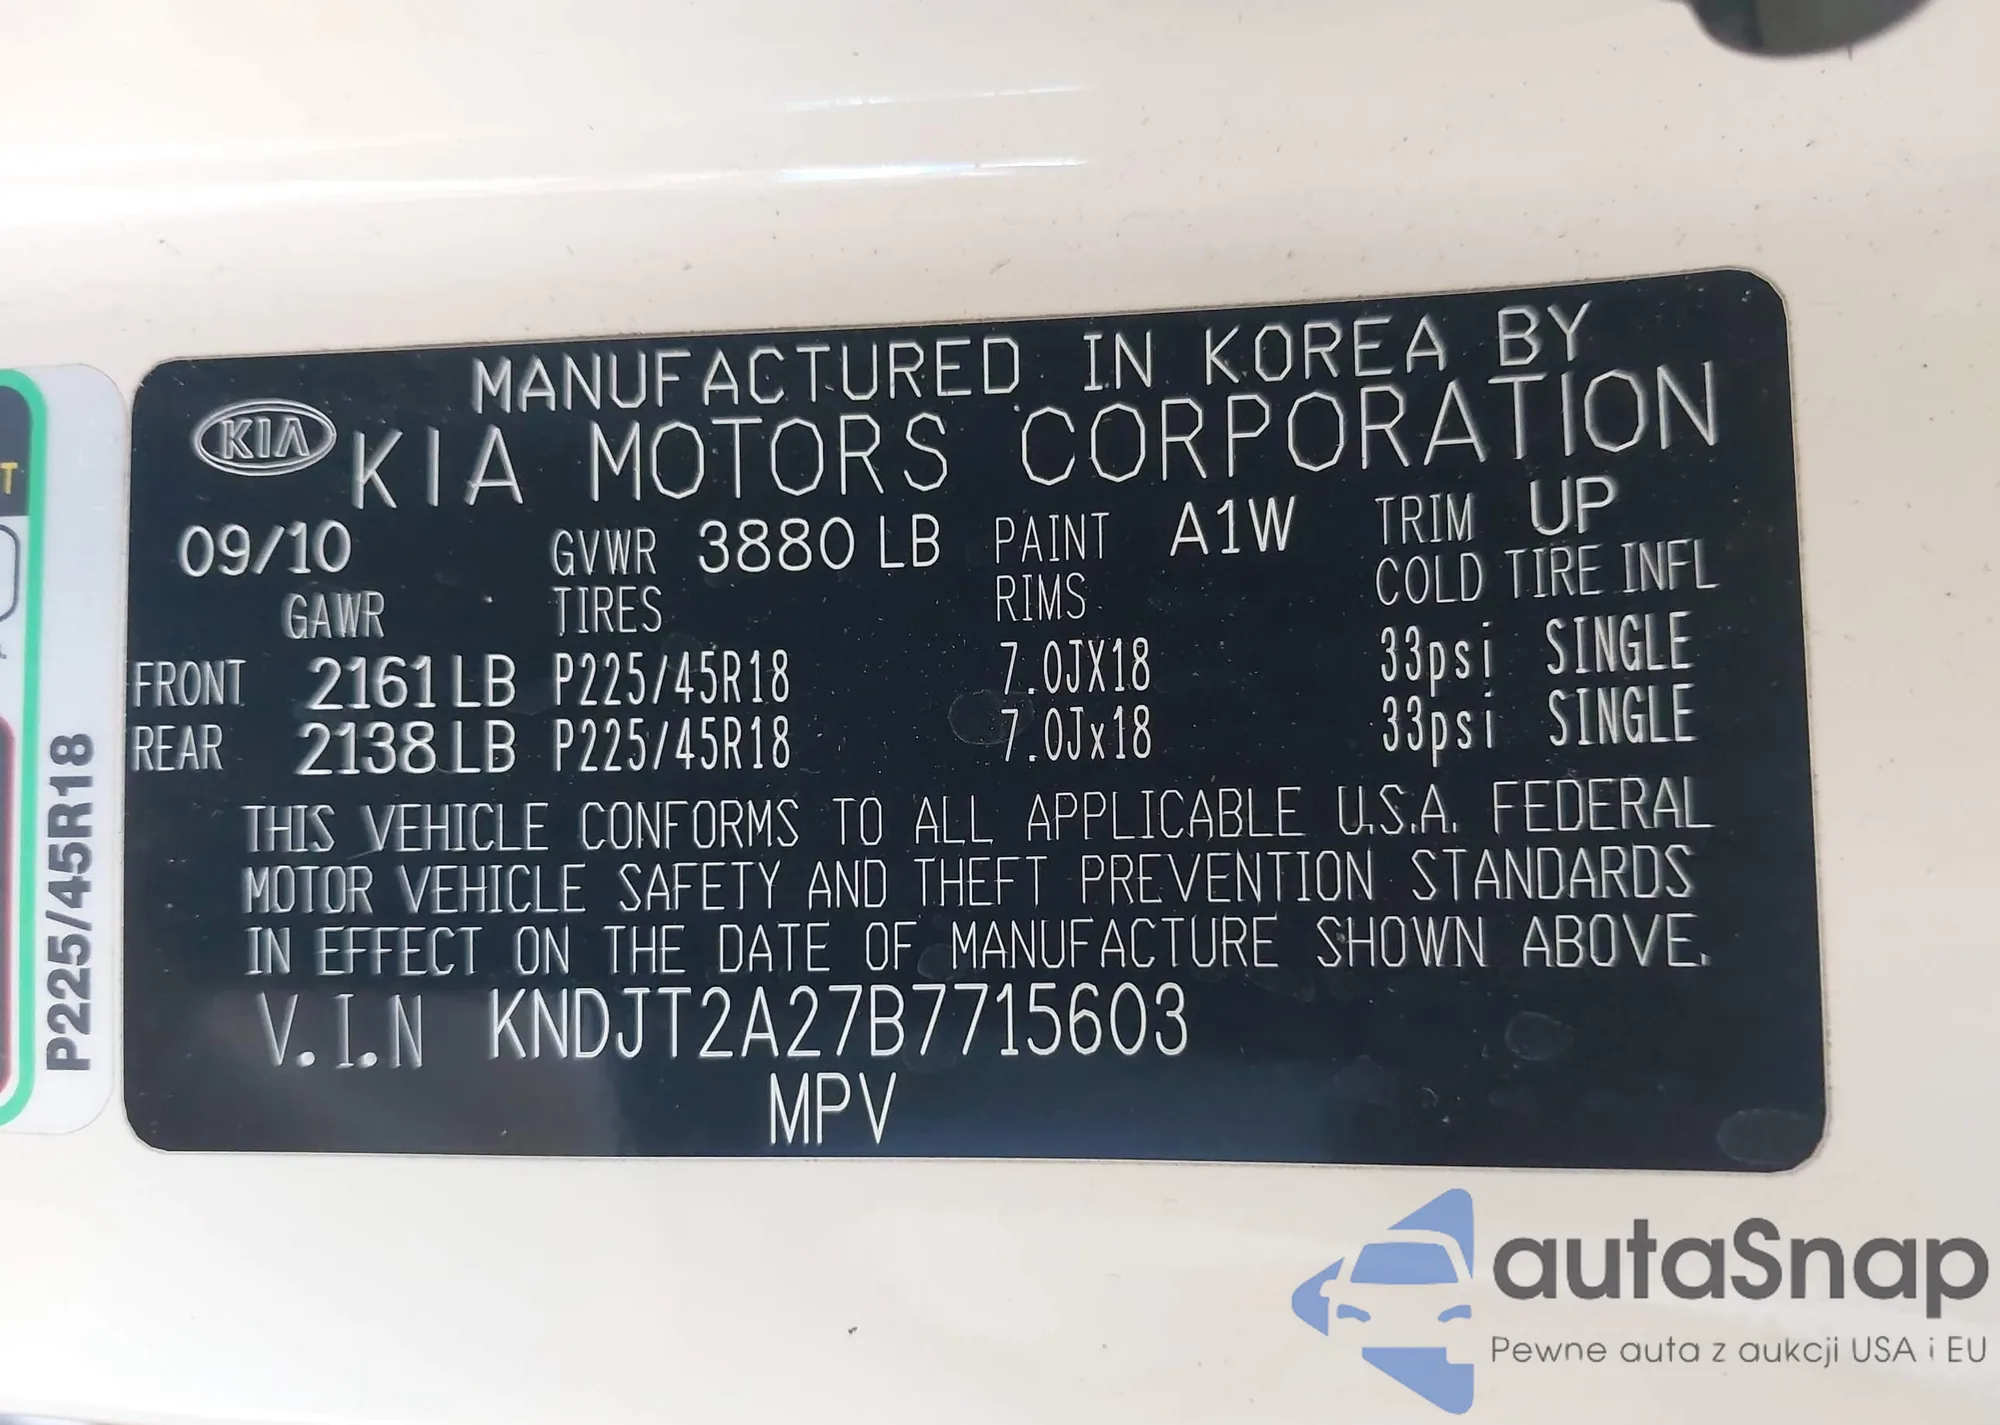 MANUFACTURED IN KOREA BY
KIA KIA MOTORS CORPORATION
09/10 GVWR 3880 LB PAINT A1W TRIM UP
GAWR TIRES RIMS COLD TIRE INFL
FRONT 2161 LB P225/45R18 7.0JX18 33psi SINGLE
REAR 2138 LB P225/45R18 7.0Jx18 33psi SINGLE
THIS VEHICLE CONFORMS TO ALL APPLICABLE U.S.A. FEDERAL
MOTOR VEHICLE SAFETY AND THEFT PREVENTION STANDARDS
IN EFFECT ON THE DATE OF MANUFACTURE SHOWN ABOVE.
V.I.N KNDJT2A27B7715603
MPV
P225/45R18
T
autaSnap
Pewne auta z aukcji USA i EU